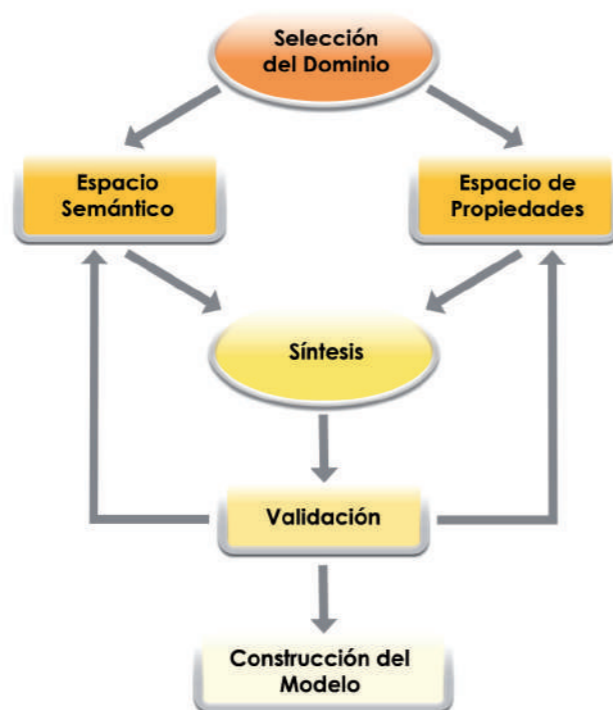 Selección
del Dominio
Espacio
Semántico
Espacio de
Propiedades
Síntesis
Validación
Construcción del
Modelo